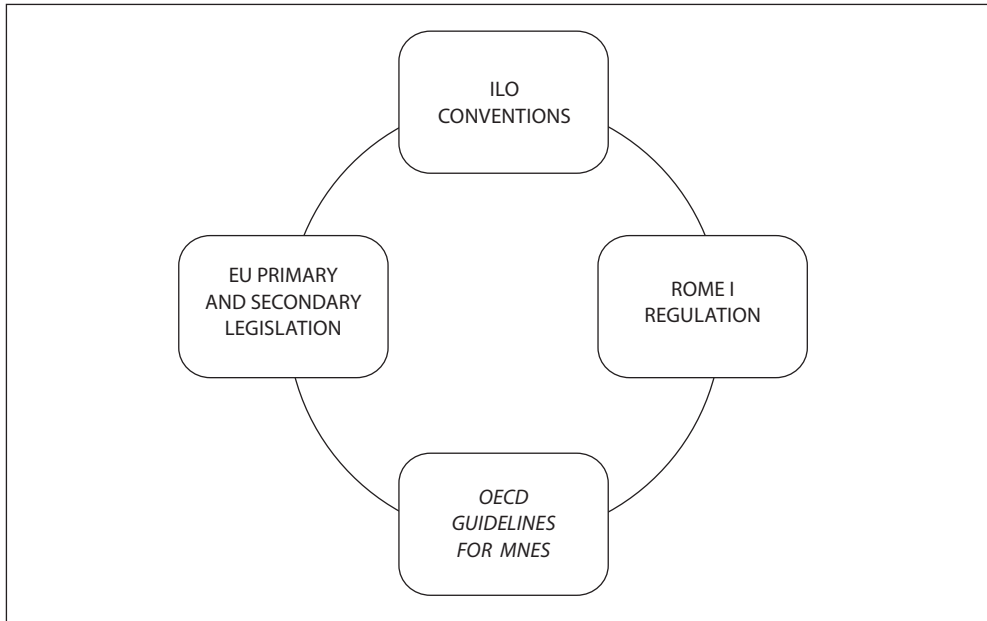 ILO
CONVENTIONS
EU PRIMARY
AND SECONDARY
LEGISLATION
ROME I
REGULATION
OECD
GUIDELINES
FOR MNES